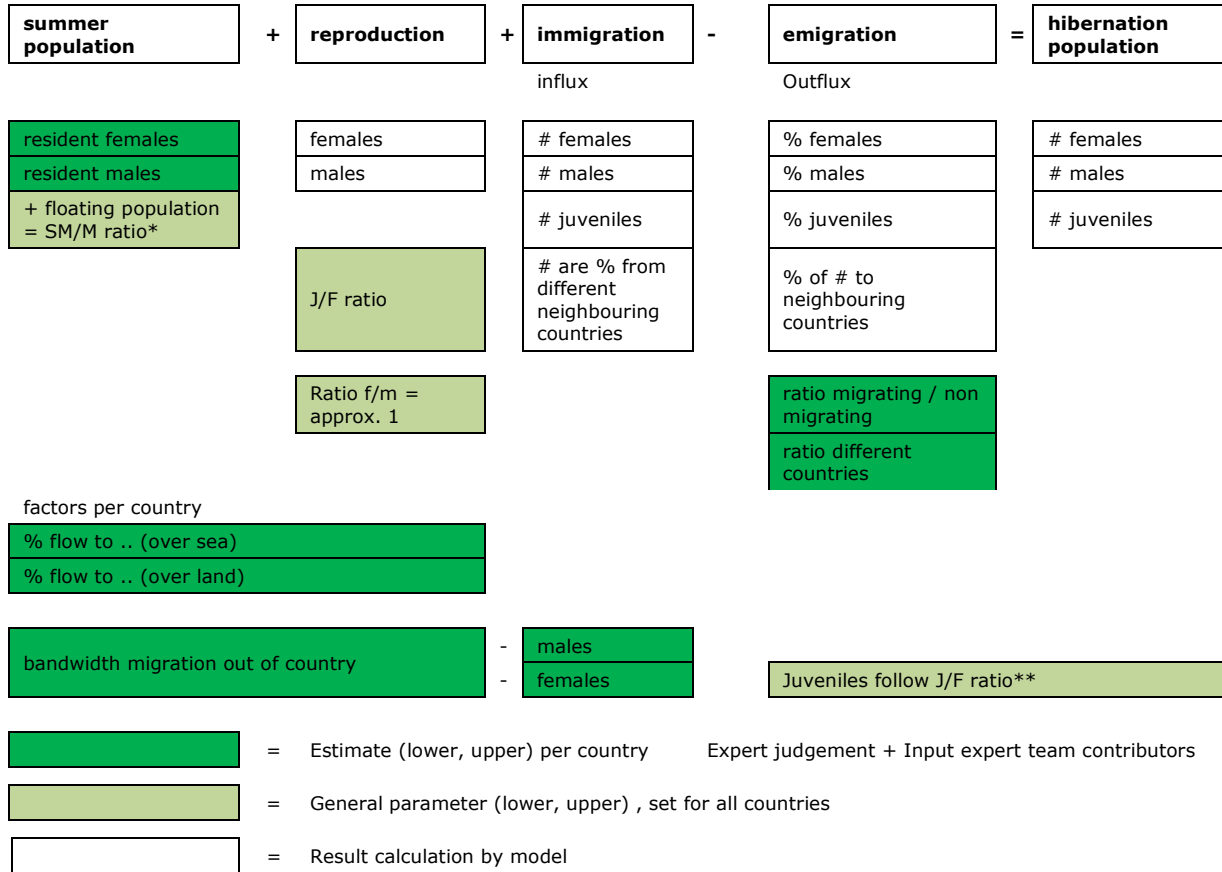 summer
population
+
reproduction
+
immigration
-
emigration
=
hibernation
population
influx
Outflux
resident females
females
# females
% females
# females
resident males
males
# males
% males
# males
+ floating population
= SM/M ratio*
# juveniles
% juveniles
# juveniles
J/F ratio
# are % from
different
neighbouring
countries
% of # to
neighbouring
countries
Ratio f/m =
approx. 1
ratio migrating / non
migrating
ratio different
countries
factors per country
% flow to .. (over sea)
% flow to .. (over land)
bandwidth migration out of country
- males
- females
Juveniles follow J/F ratio**
= Estimate (lower, upper) per country Expert judgement + Input expert team contributors
= General parameter (lower, upper) , set for all countries
= Result calculation by model